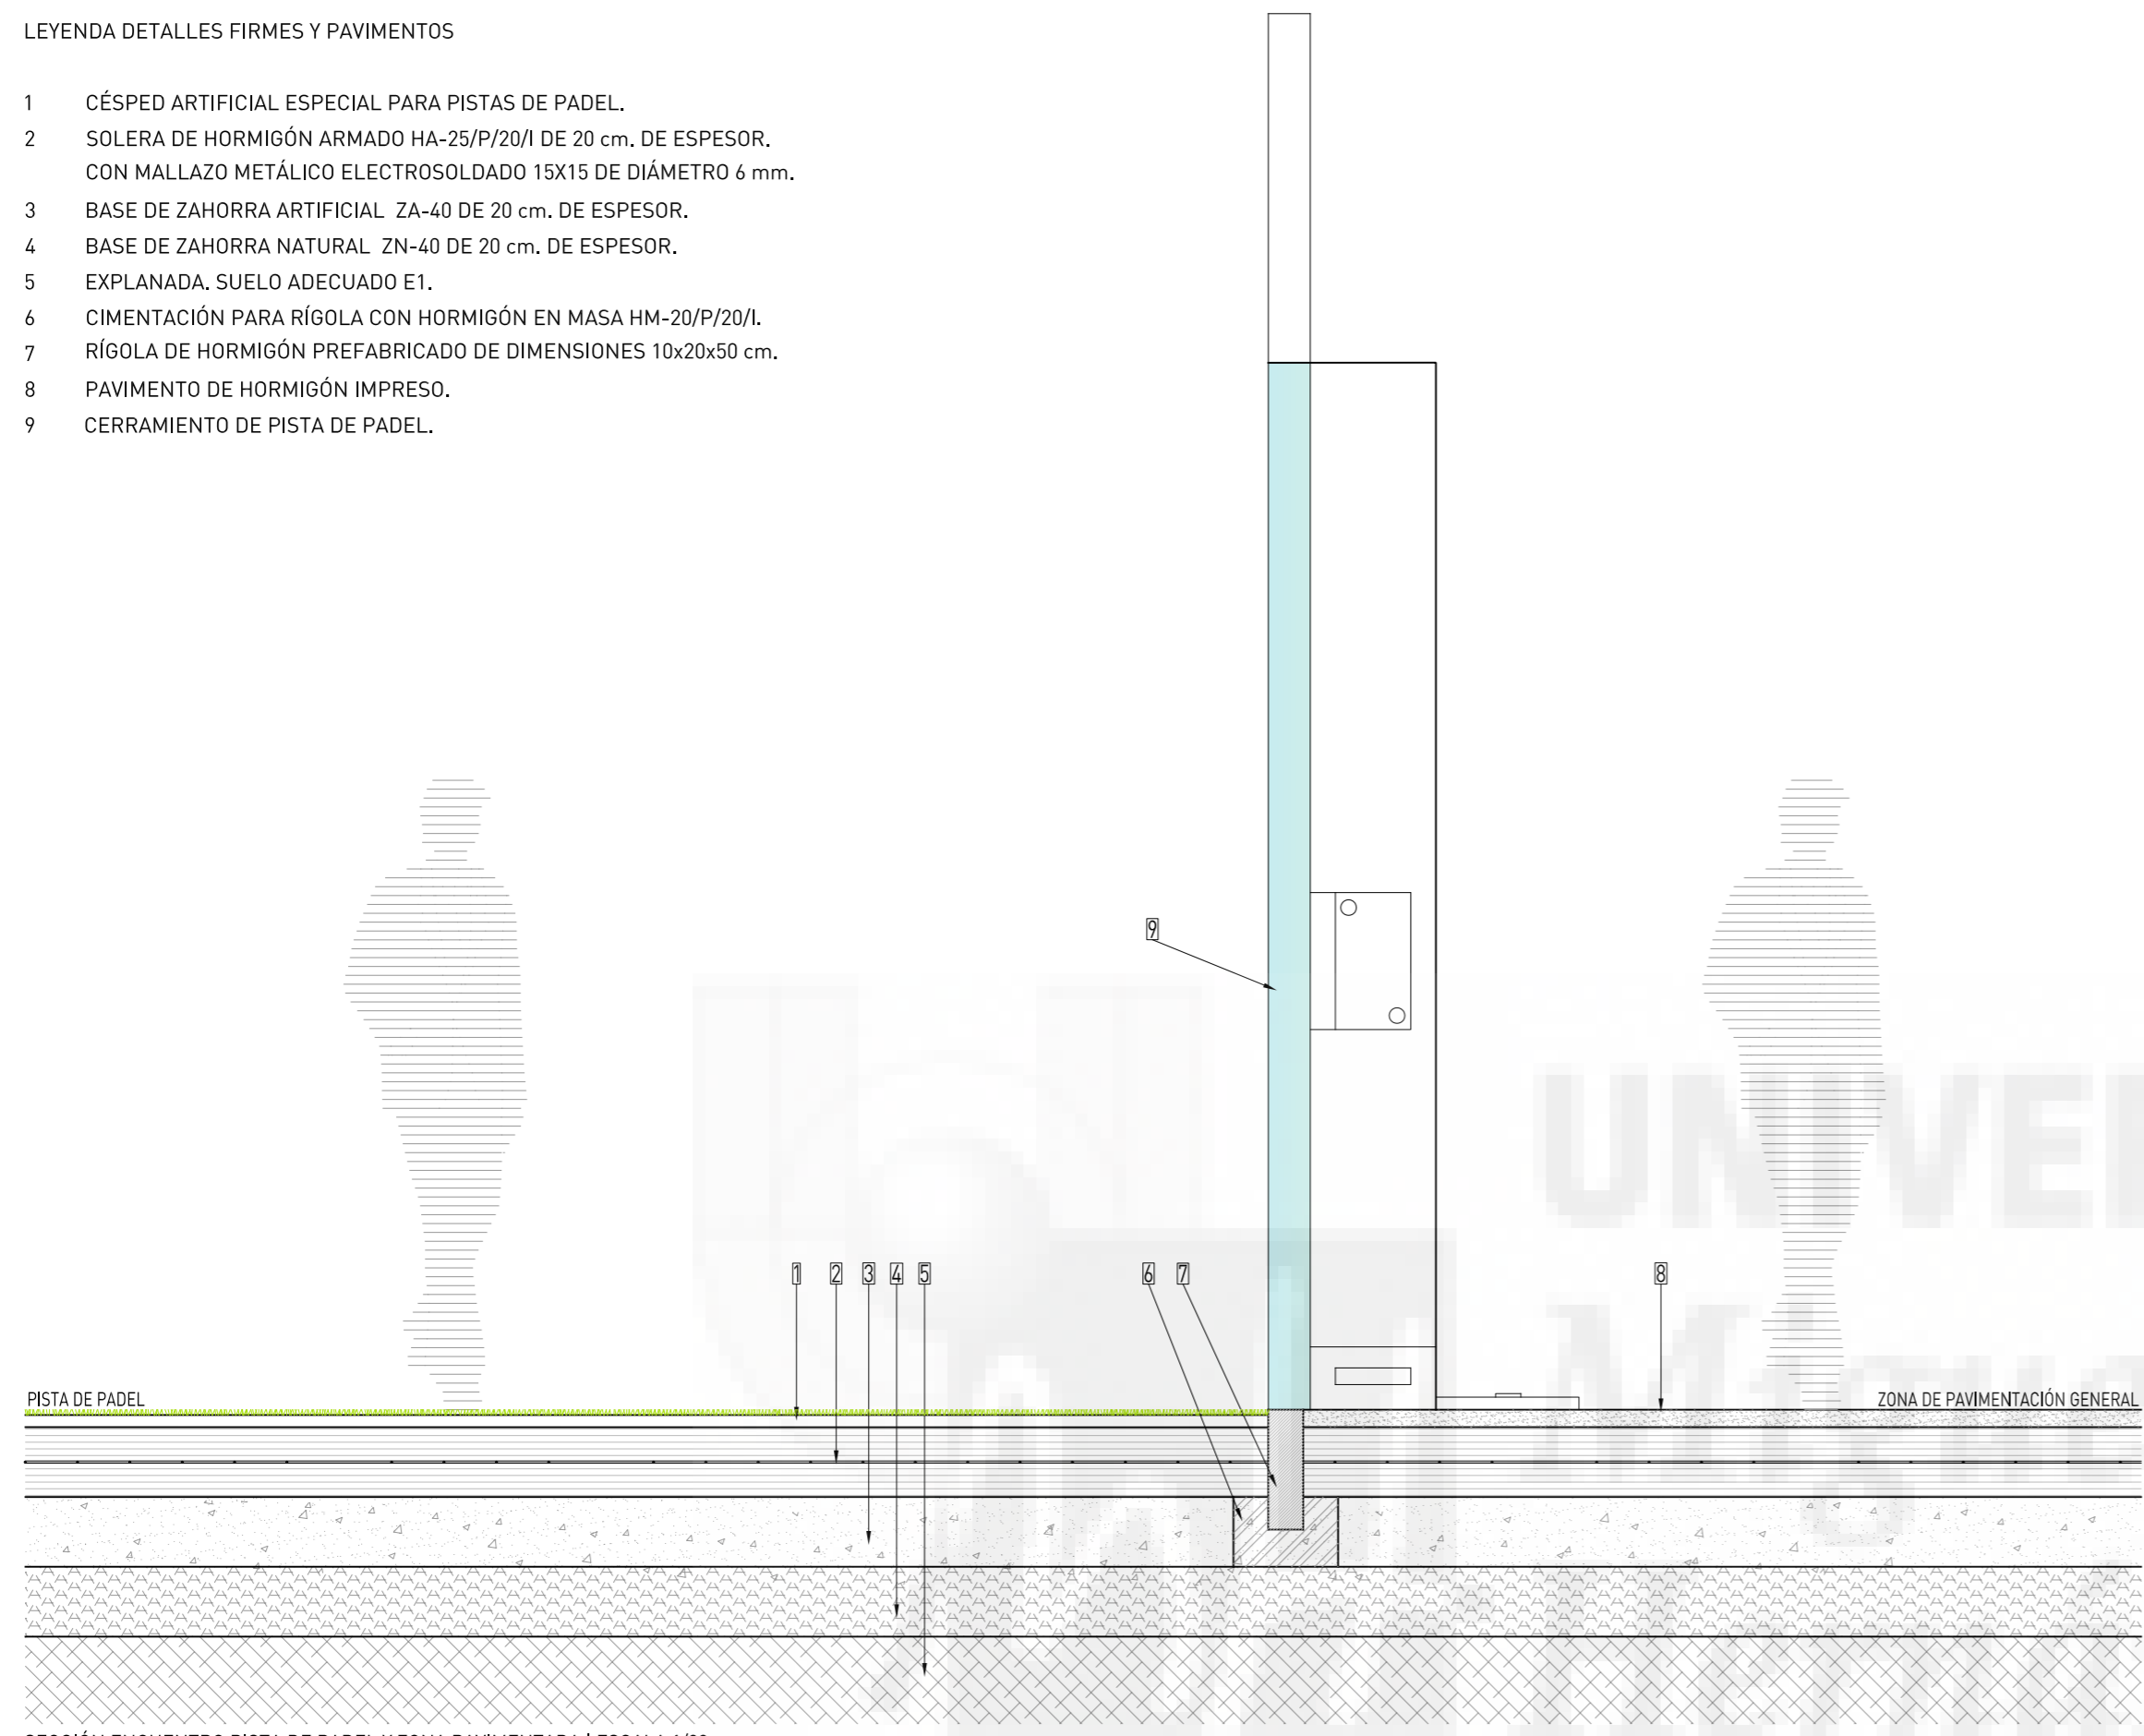 LEYENDA DETALLES FIRMES Y PAVIMENTOS
1 CÉSPED ARTIFICIAL ESPECIAL PARA PISTAS DE PADEL.
2 SOLERA DE HORMIGÓN ARMADO HA-25/P/20/I DE 20 cm. DE ESPESOR.
CON MALLAZO METÁLICO ELECTROSOLDADO 15X15 DE DIÁMETRO 6 mm.
3 BASE DE ZAHORRA ARTIFICIAL ZA-40 DE 20 cm. DE ESPESOR.
4 BASE DE ZAHORRA NATURAL ZN-40 DE 20 cm. DE ESPESOR.
5 EXPLANADA. SUELO ADECUADO E1.
6 CIMENTACIÓN PARA RÍGOLA CON HORMIGÓN EN MASA HM-20/P/20/I.
7 RÍGOLA DE HORMIGÓN PREFABRICADO DE DIMENSIONES 10x20x50 cm.
8 PAVIMENTO DE HORMIGÓN IMPRESO.
9 CERRAMIENTO DE PISTA DE PADEL.
9
1 2 3 4 5 6 7 8
PISTA DE PADEL
ZONA DE PAVIMENTACIÓN GENERAL